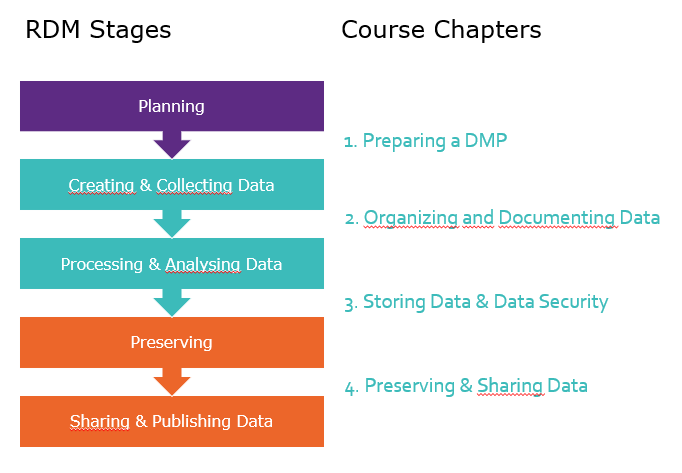 RDM Stages
Course Chapters
Planning
1. Preparing a DMP
Creating & Collecting Data
2. Organizing and Documenting Data
Processing & Analysing Data
3. Storing Data & Data Security
Preserving
4. Preserving & Sharing Data
Sharing & Publishing Data